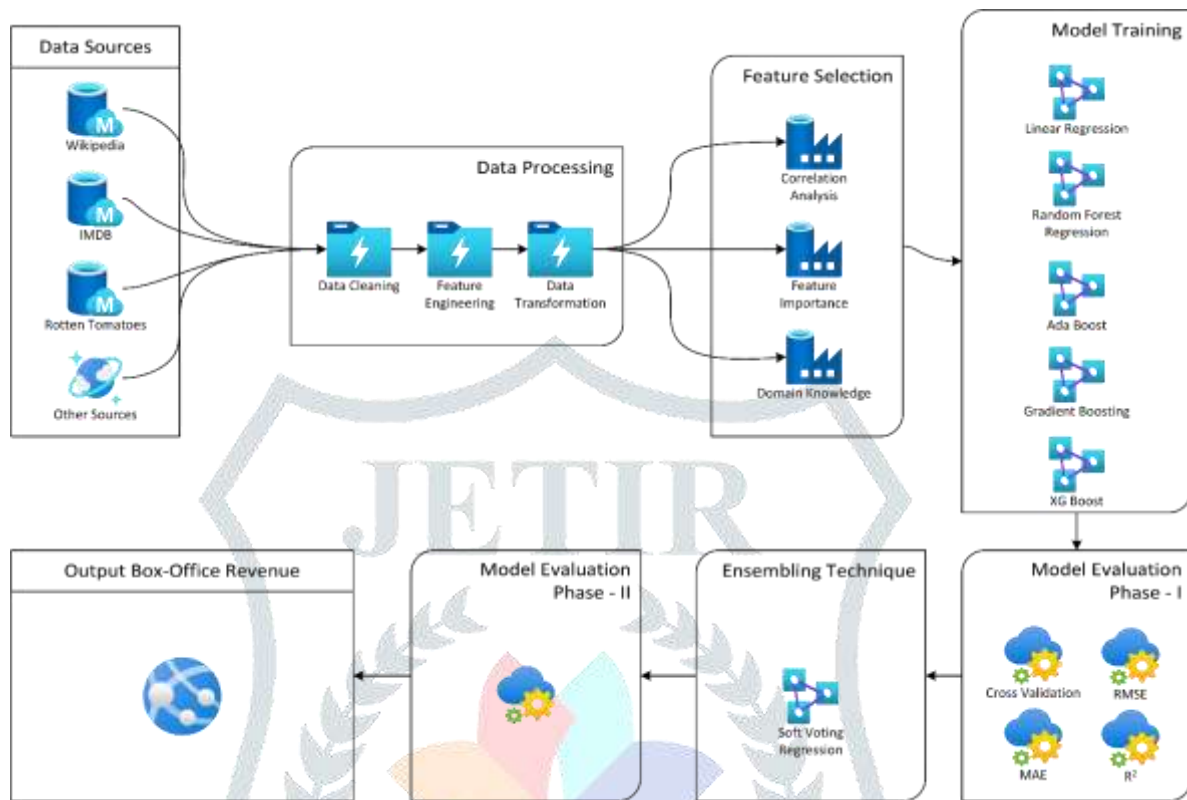 Data Sources
Wikipedia
IMDB
Rotten Tomatoes
Other Sources
Data Processing
Data Cleaning
Feature
Engineering
Data
Transformation
Feature Selection
Correlation
Analysis
Feature
Importance
Domain Knowledge
Model Training
Linear Regression
Random Forest
Regression
Ada Boost
Gradient Boosting
XG Boost
Model Evaluation
Phase - I
Cross Validation
RMSE
MAE
R²
Ensembling Technique
Soft Voting
Regression
Model Evaluation
Phase - II
Output Box-Office Revenue
JETIR
M
M
M